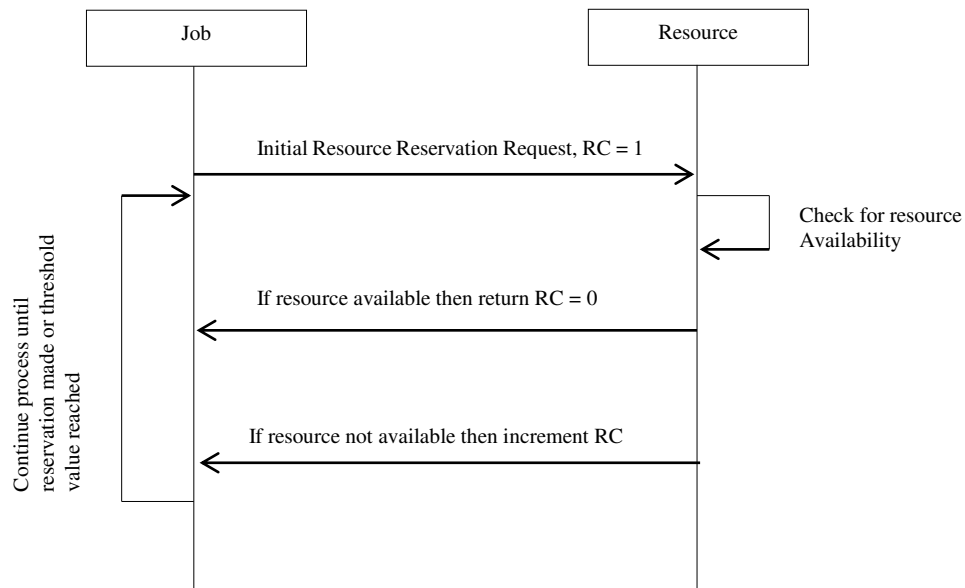 Job
Resource
Initial Resource Reservation Request, RC = 1
Check for resource
Availability
If resource available then return RC = 0
If resource not available then increment RC
Continue process until
reservation made or threshold
value reached